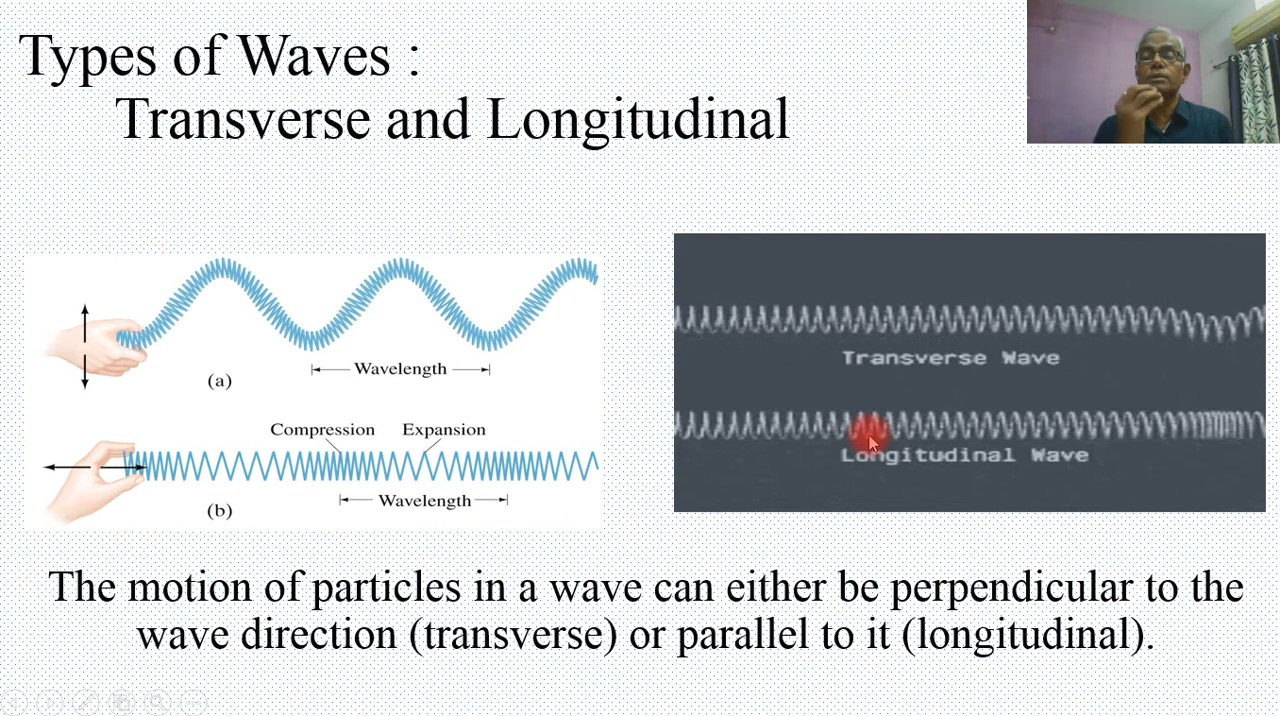 Types of Waves :
Transverse and Longitudinal
Wavelength
(a)
Compression Expansion
Wavelength
(b)
Transverse Wave
Longitudinal Wave
The motion of particles in a wave can either be perpendicular to the
wave direction (transverse) or parallel to it (longitudinal).